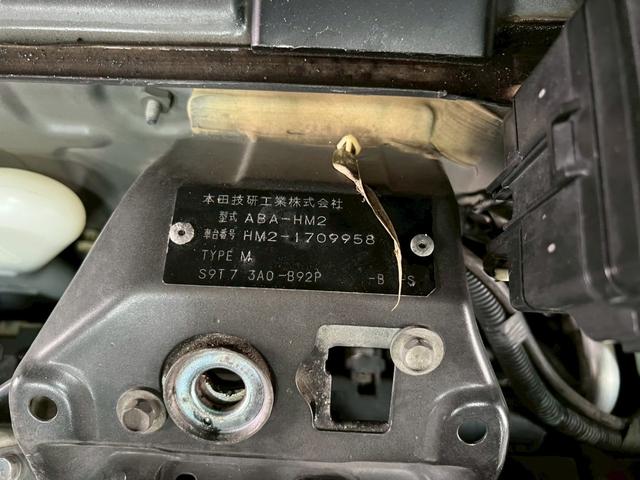 本田技研工業株式会社
型式 ABA-HM2
車台番号 HM2-1709958
TYPE M
S9T7 3A0-B92P -B -S